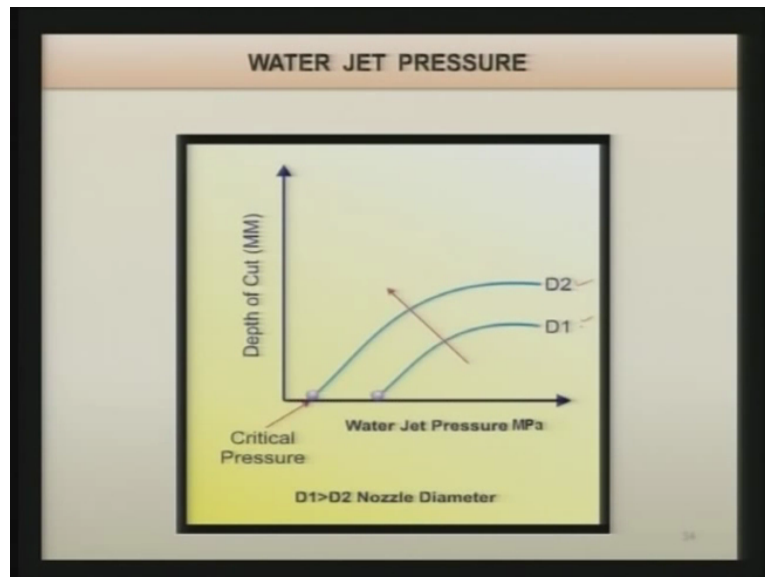 WATER JET PRESSURE
Depth of Cut (MM)
D2
D1
Critical
Pressure
Water Jet Pressure MPa
D1>D2 Nozzle Diameter
34